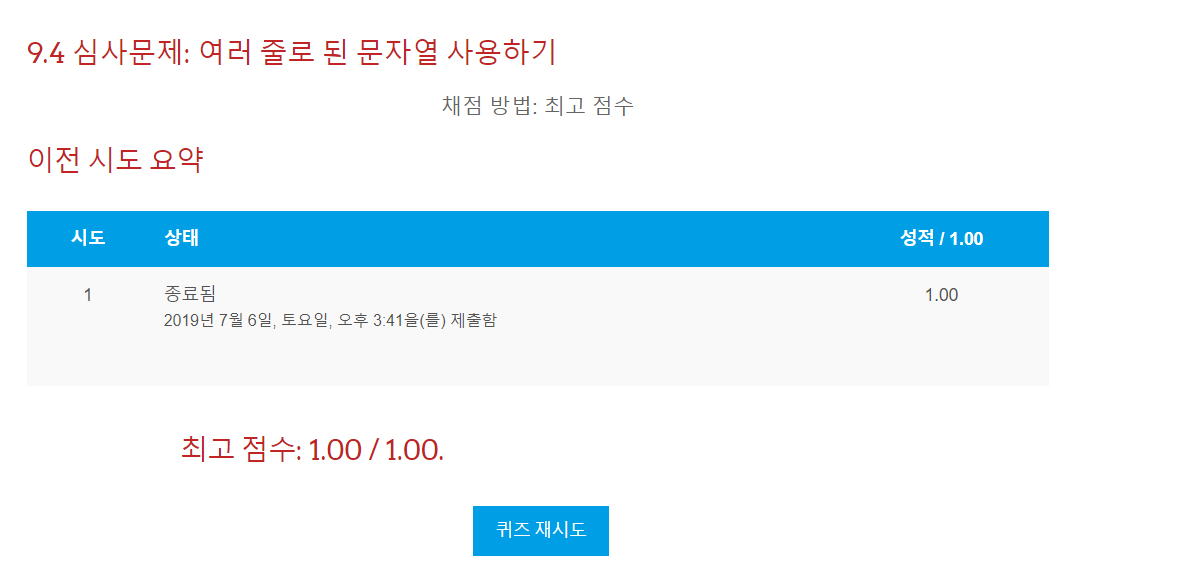 9.4 심사문제: 여러 줄로 된 문자열 사용하기
채점 방법: 최고 점수
이전 시도 요약
시도 상태 성적 / 1.00
1 종료됨 1.00
2019년 7월 6일, 토요일, 오후 3:41을(를) 제출함
최고 점수: 1.00 / 1.00.
퀴즈 재시도